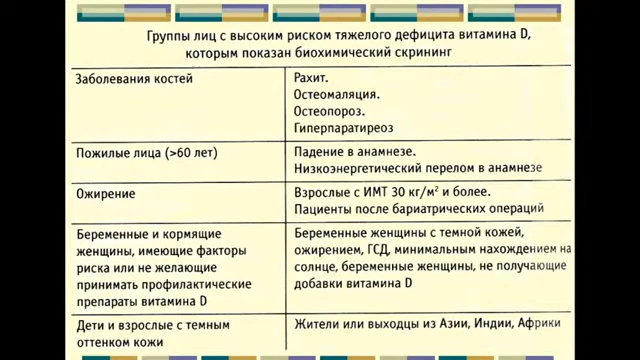 Группы лиц с высоким риском тяжелого дефицита витамина D,
которым показан биохимический скрининг
Заболевания костей
Рахит.
Остеомаляция.
Остеопороз.
Гиперпаратиреоз
Пожилые лица (>60 лет)
Падение в анамнезе.
Низкоэнергетический перелом в анамнезе
Ожирение
Взрослые с ИМТ 30 кг/м² и более.
Пациенты после бариатрических операций
Беременные и кормящие
женщины, имеющие факторы
риска или не желающие
принимать профилактические
препараты витамина D
Беременные женщины с темной кожей,
ожирением, ГСД, минимальным нахождением на
солнце, беременные женщины, не получающие
добавки витамина D
Дети и взрослые с темным
оттенком кожи
Жители или выходцы из Азии, Индии, Африки